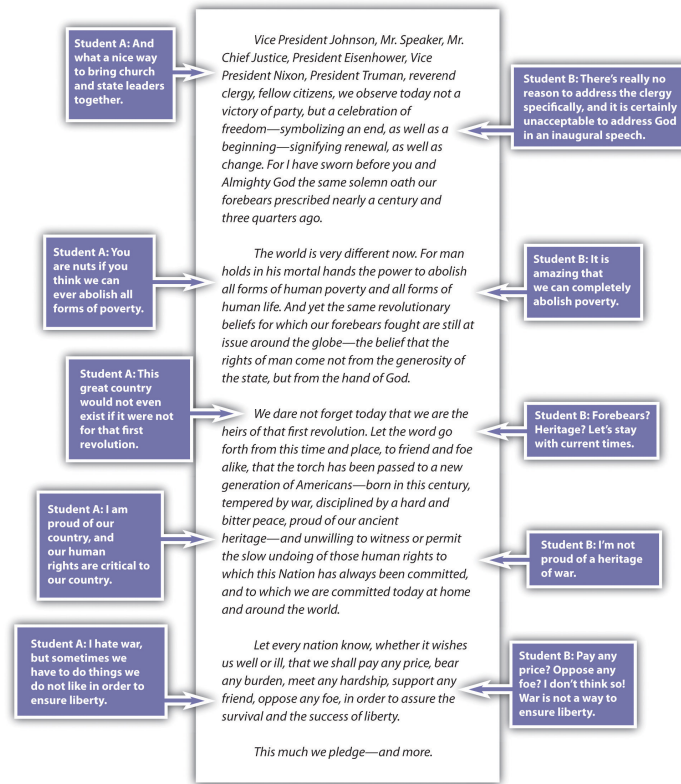 Student A: And
what a nice way
to bring church
and state leaders
together.
Vice President Johnson, Mr. Speaker, Mr.
Chief Justice, President Eisenhower, Vice
President Nixon, President Truman, reverend
clergy, fellow citizens, we observe today not a
victory of party, but a celebration of
freedom—symbolizing an end, as well as a
beginning—signifying renewal, as well as
change. For I have sworn before you and
Almighty God the same solemn oath our
forebears prescribed nearly a century and
three quarters ago.
Student B: There's really no
reason to address the clergy
specifically, and it is certainly
unacceptable to address God
in an inaugural speech.
Student A: You
are nuts if you
think we can
ever abolish all
forms of poverty.
The world is very different now. For man
holds in his mortal hands the power to abolish
all forms of human poverty and all forms of
human life. And yet the same revolutionary
beliefs for which our forebears fought are still at
issue around the globe—the belief that the
rights of man come not from the generosity of
the state, but from the hand of God.
Student B: It is
amazing that
we can completely
abolish poverty.
Student A: This
great country
would not even
exist if it were not
for that first
revolution.
We dare not forget today that we are the
heirs of that first revolution. Let the word go
forth from this time and place, to friend and foe
alike, that the torch has been passed to a new
generation of Americans—born in this century,
tempered by war, disciplined by a hard and
bitter peace, proud of our ancient
heritage—and unwilling to witness or permit
the slow undoing of those human rights to
which this Nation has always been committed,
and to which we are committed today at home
and around the world.
Student B: Forebears?
Heritage? Let's stay
with current times.
Student A: I am
proud of our
country, and
our human
rights are critical to
our country.
Student B: I'm not
proud of a heritage
of war.
Student A: I hate war,
but sometimes we
have to do things we
do not like in order to
ensure liberty.
Let every nation know, whether it wishes
us well or ill, that we shall pay any price, bear
any burden, meet any hardship, support any
friend, oppose any foe, in order to assure the
survival and the success of liberty.
Student B: Pay any
price? Oppose any
foe? I don't think so!
War is not a way to
ensure liberty.
This much we pledge—and more.